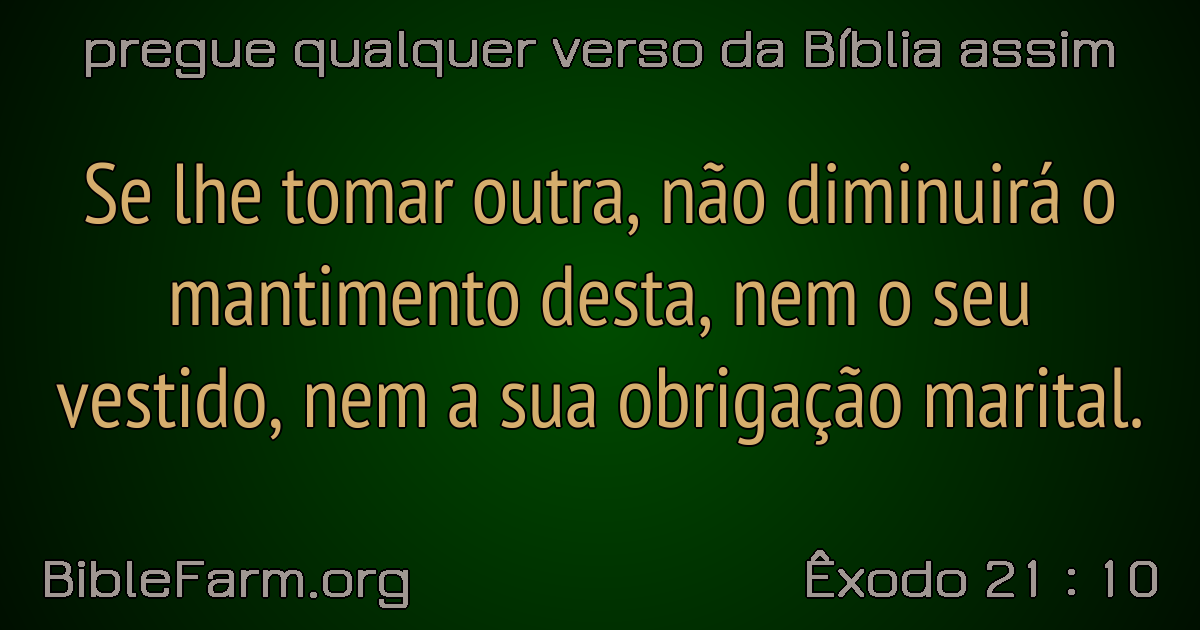 pregue qualquer verso da Bíblia assim
Se lhe tomar outra, não diminuirá o
mantimento desta, nem o seu
vestido, nem a sua obrigação marital.
BibleFarm.org
Êxodo 21 : 10